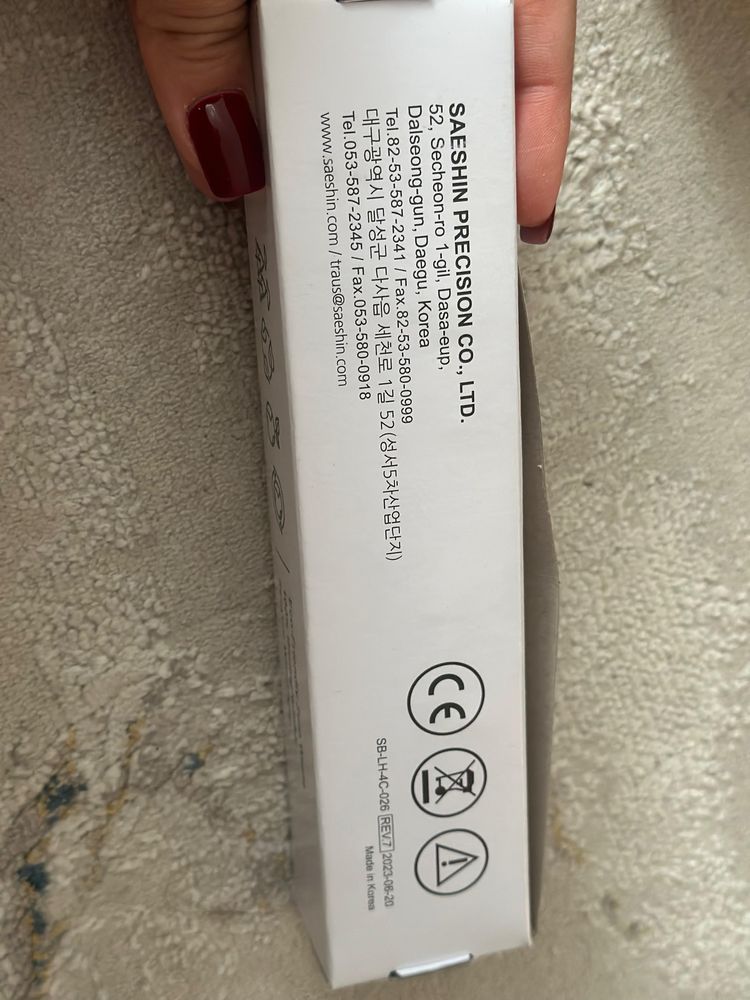 SAESHIN PRECISION CO., LTD.
52, Secheon-ro 1-gil, Dasa-eup,
Dalseong-gun, Daegu, Korea
Tel.82-53-587-2341 / Fax.82-53-580-0999
대구광역시 달성군 다사읍 세천로 1길 52(성서5차산업단지)
Tel.053-587-2345 / Fax.053-580-0918
www.saeshin.com / traus@saeshin.com
CE
SB-LH-4C-026 REV.7 2023-08-20
Made in Korea